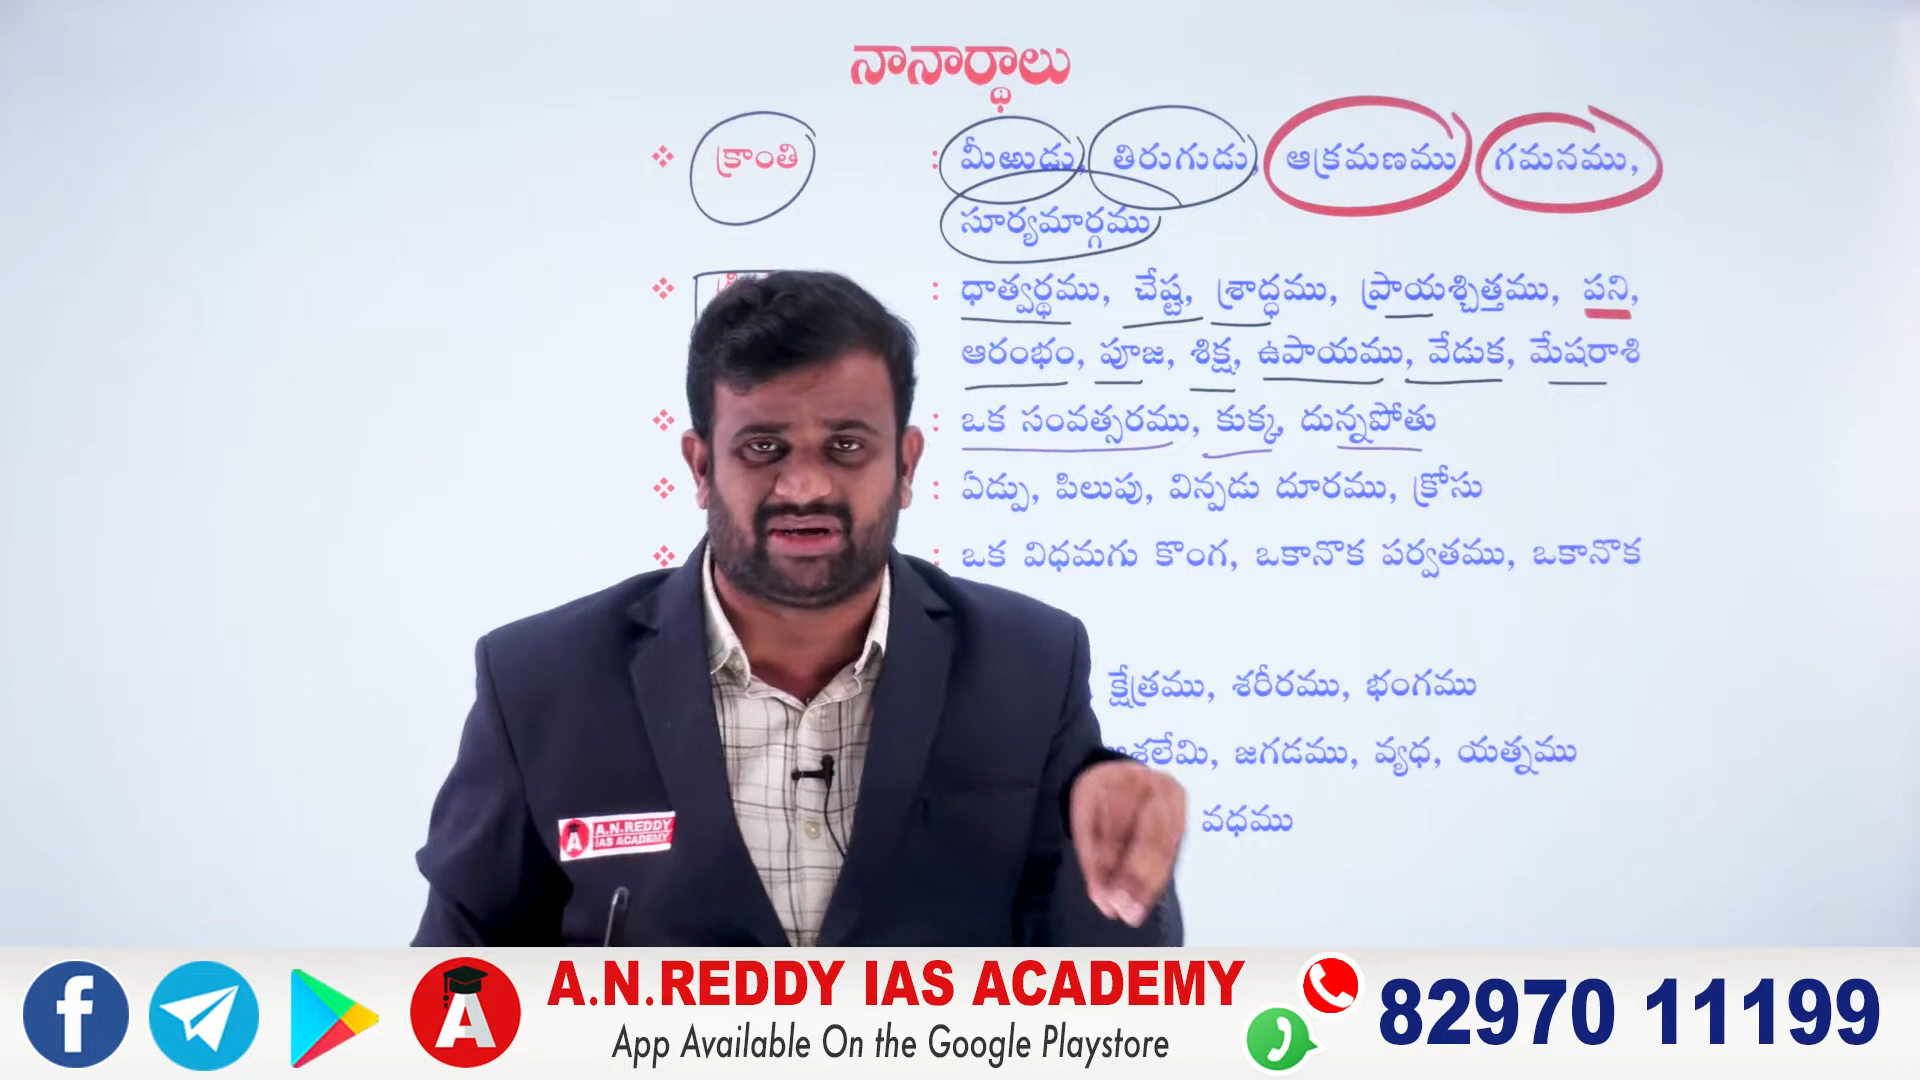 నానార్థాలు
❖ క్రాంతి : మీఱుడు, తిరుగుడు, ఆక్రమణము, గమనము,
సూర్యమార్గము
❖ : ధాత్వర్థము, చేష్ట, శ్రాద్ధము, ప్రాయశ్చిత్తము, పని,
ఆరంభం, పూజ, శిక్ష, ఉపాయము, వేడుక, మేషరాశి
❖ : ఒక సంవత్సరము, కుక్క, దున్నపోతు
❖ : ఏడ్పు, పిలుపు, విన్పడు దూరము, క్రోసు
❖ : ఒక విధమగు కొంగ, ఒకానొక పర్వతము, ఒకానొక
క్షేత్రము, శరీరము, భంగము
జగడము, వ్యధ, యత్నము
వధము
A.N.REDDY
IAS ACADEMY
A.N.REDDY IAS ACADEMY
App Available On the Google Playstore
82970 11199